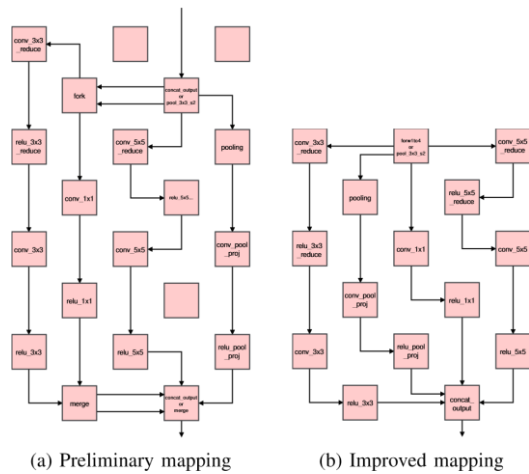 conv_3x3
_reduce
fork
concat_output
or
pool_3x3_s2
relu_3x3
_reduce
conv_5x5
_reduce
pooling
conv_1x1
relu_5x5...
conv_3x3
conv_5x5
conv_pool
_proj
relu_1x1
relu_3x3
relu_5x5
relu_pool
_proj
merge
concat_output
or
merge
(a) Preliminary mapping
conv_3x3
_reduce
or
pool_3x3_s2
conv_5x5
_reduce
pooling
relu_5x5
_reduce
relu_3x3
_reduce
conv_1x1
conv_5x5
conv_pool
_proj
relu_1x1
conv_3x3
relu_pool
_proj
relu_5x5
relu_3x3
concat_
output
(b) Improved mapping